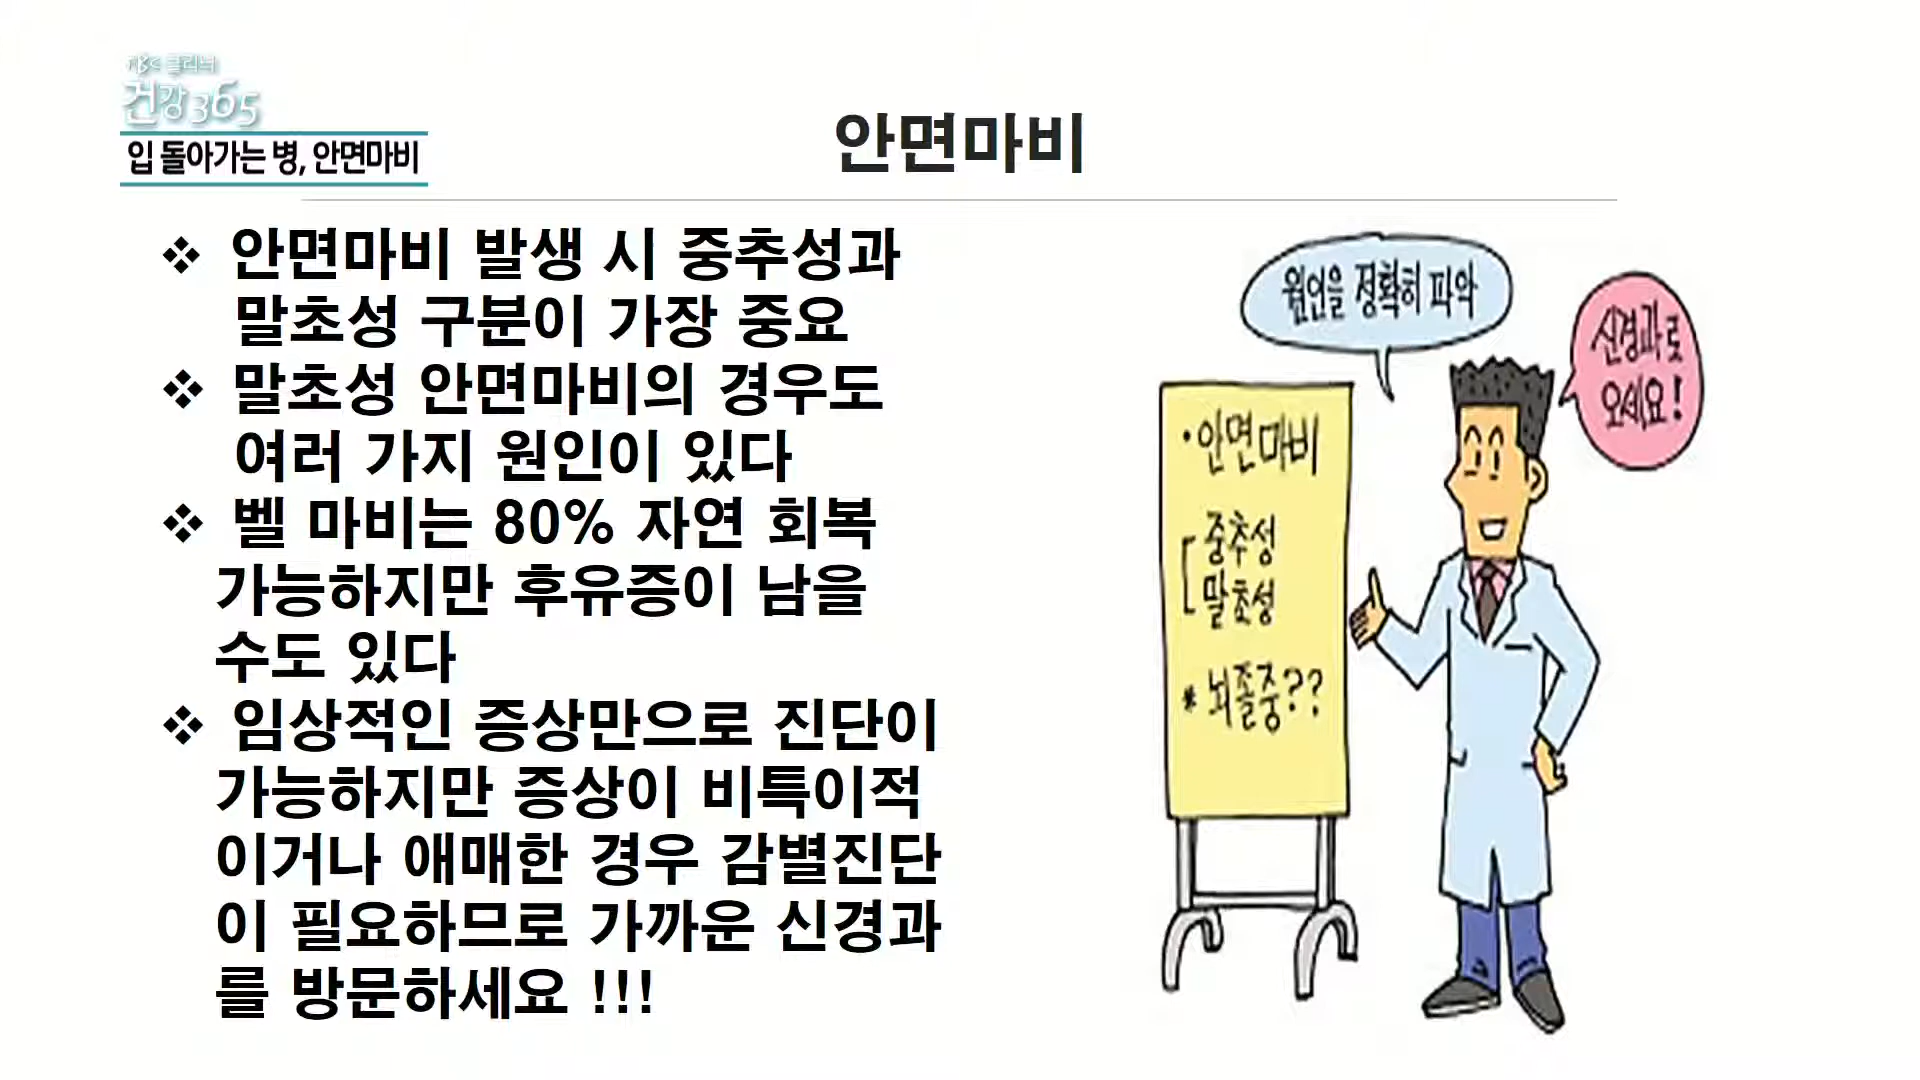 TBC 클리닉
건강 365
입 돌아가는 병, 안면마비
안면마비
❖ 안면마비 발생 시 중추성과
말초성 구분이 가장 중요
❖ 말초성 안면마비의 경우도
여러 가지 원인이 있다
❖ 벨 마비는 80% 자연 회복
가능하지만 후유증이 남을
수도 있다
❖ 임상적인 증상만으로 진단이
가능하지만 증상이 비특이적
이거나 애매한 경우 감별진단
이 필요하므로 가까운 신경과
를 방문하세요 !!!
원인을 정확히 파악
신경과로
오세요!
·안면마비
중추성
말초성
* 뇌졸중??